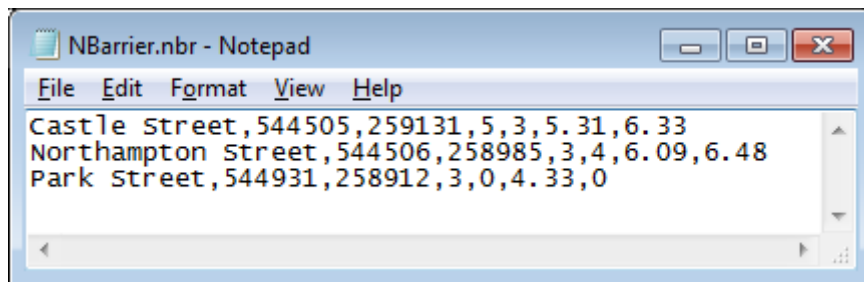 NBarrier.nbr - Notepad
File Edit Format View Help
Castle Street,544505,259131,5,3,5.31,6.33
Northampton Street,544506,258985,3,4,6.09,6.48
Park Street,544931,258912,3,0,4.33,0